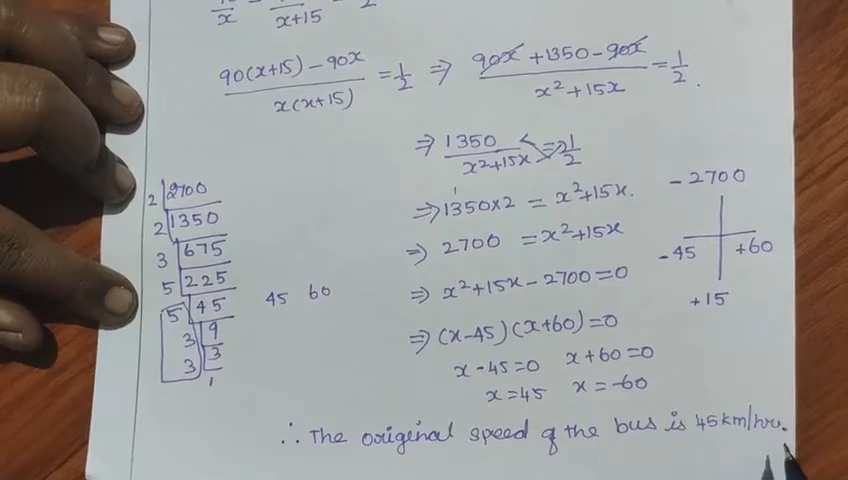 x x+15 2
90(x+15) - 90x / x(x+15) = 1/2 ⇒ 90x + 1350 - 90x / x²+15x = 1/2.
⇒ 1350 / x²+15x = 1/2
⇒ 1350×2 = x²+15x.
⇒ 2700 = x²+15x
⇒ x²+15x - 2700 = 0
⇒ (x-45) (x+60) = 0
x - 45 = 0 x + 60 = 0
x = 45 x = -60
∴ The original speed of the bus is 45km/hr.
2 | 2700
2 | 1350
3 | 675
5 | 225
5 | 45
3 | 9
3 | 3
1
45 60
- 2700
- 45 +60
+15